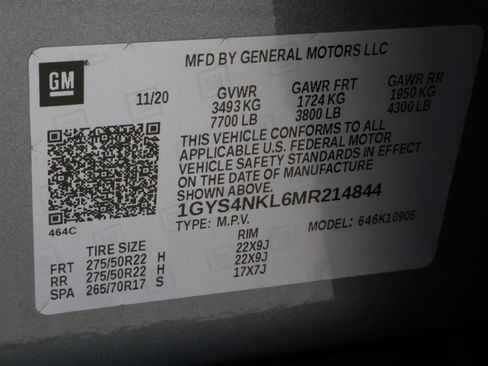 MFD BY GENERAL MOTORS LLC
GM
11/20 GVWR GAWR FRT GAWR RR
3493 KG 1724 KG 1950 KG
7700 LB 3800 LB 4300 LB
THIS VEHICLE CONFORMS TO ALL
APPLICABLE U.S. FEDERAL MOTOR
VEHICLE SAFETY STANDARDS IN EFFECT
ON THE DATE OF MANUFACTURE
SHOWN ABOVE.
1GYS4NKL6MR214844
464C
TYPE: M.P.V. MODEL: 646K10906
TIRE SIZE RIM
FRT 275/50R22 H 22X9J
RR 275/50R22 H 22X9J
SPA 265/70R17 S 17X7J